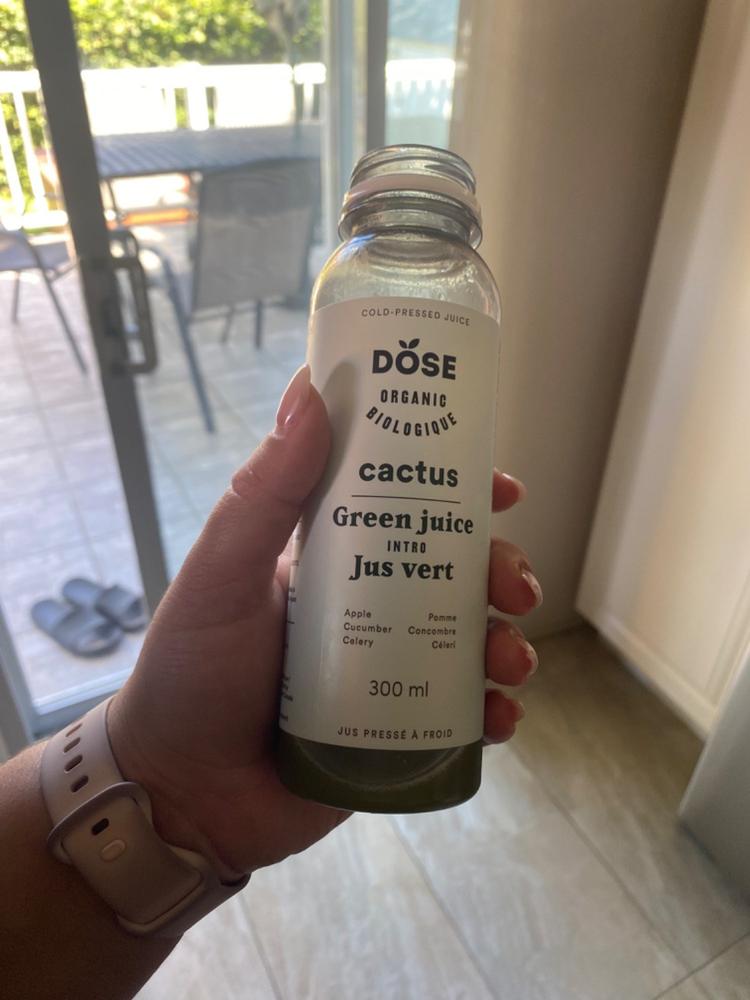 COLD-PRESSED JUICE
DOSE
ORGANIC
BIOLOGIQUE
cactus
Green juice
INTRO
Jus vert
Apple Pomme
Cucumber Concombre
Celery Céleri
300 ml
JUS PRESSÉ À FROID